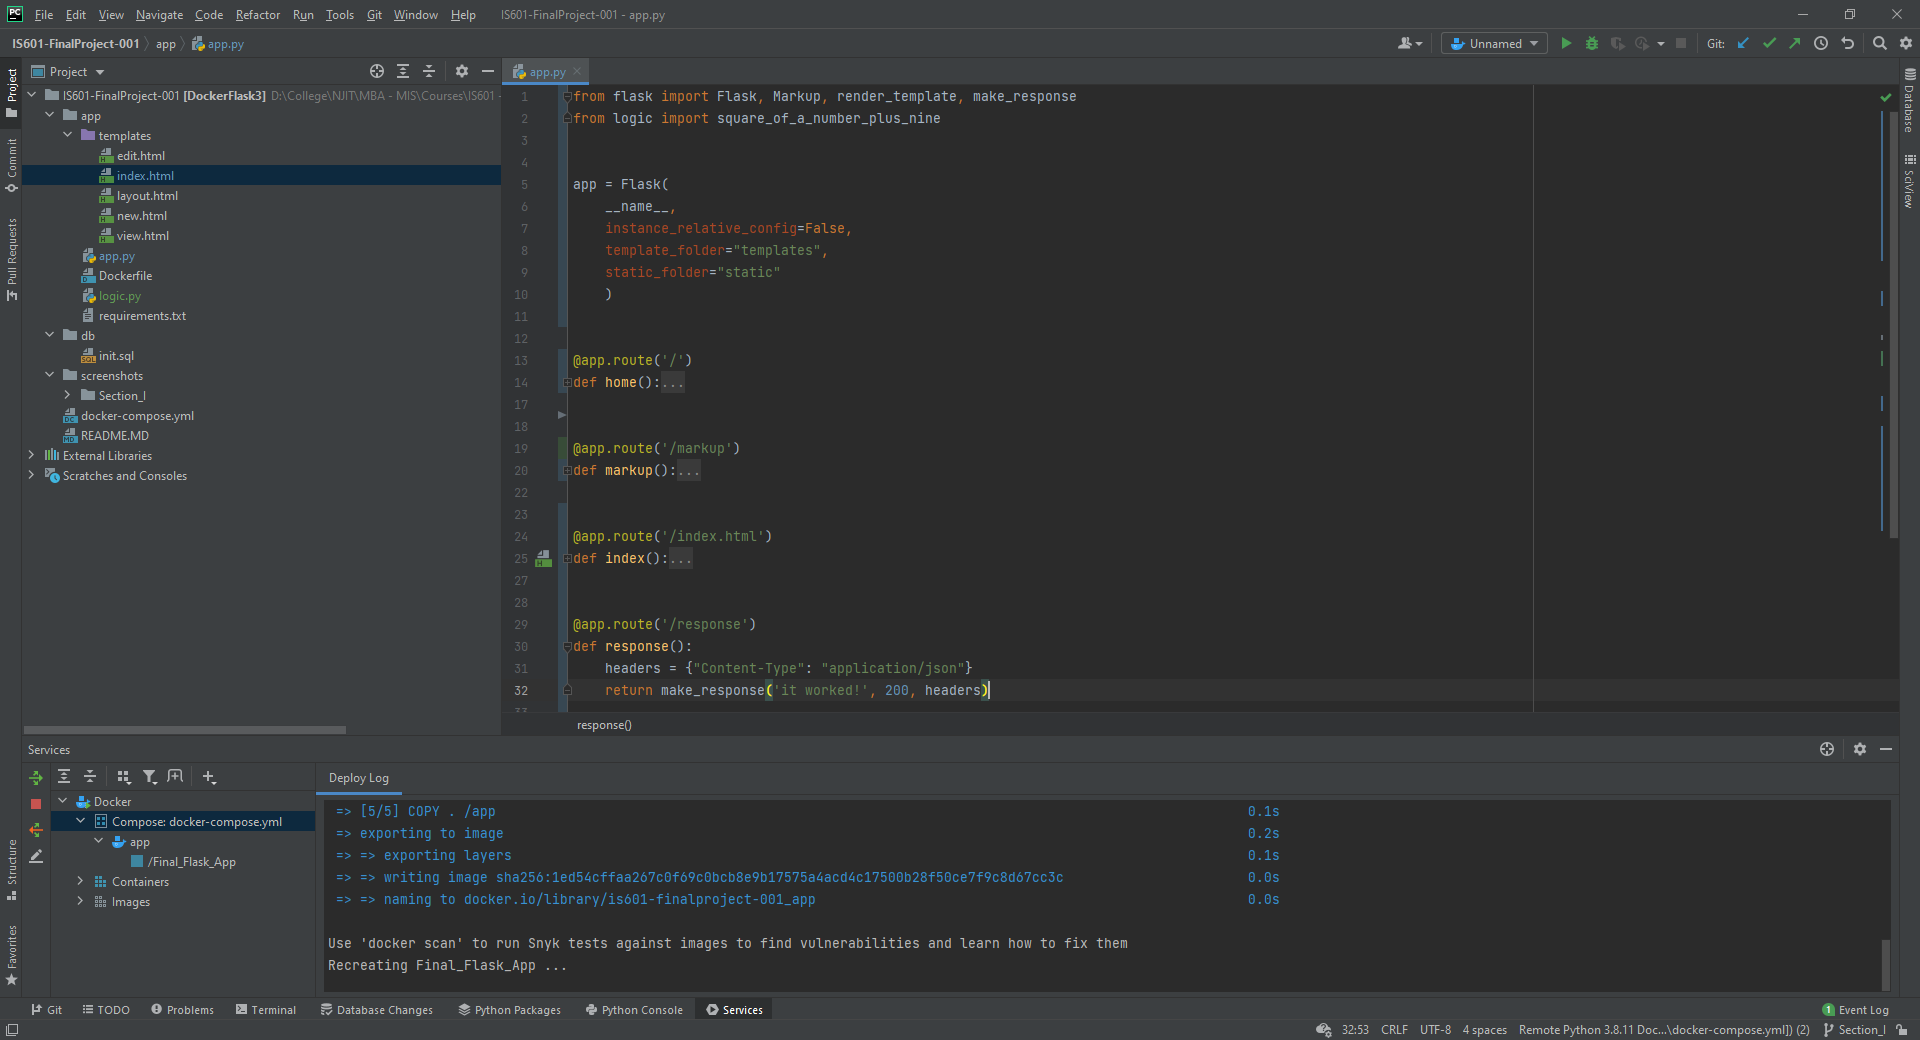 PC File Edit View Navigate Code Refactor Run Tools Git Window Help IS601-FinalProject-001 - app.py
IS601-FinalProject-001 app app.py
Unnamed
Git:
Project
app.py
IS601-FinalProject-001 [DockerFlask3] D:\College\NJIT\MBA - MIS\Courses\IS601 -
app
templates
edit.html
index.html
layout.html
new.html
view.html
app.py
Dockerfile
logic.py
requirements.txt
db
init.sql
screenshots
Section_I
docker-compose.yml
README.MD
External Libraries
Scratches and Consoles
Project
Commit
Pull Requests
Structure
Favorites
Database
SciView
1 from flask import Flask, Markup, render_template, make_response
2 from logic import square_of_a_number_plus_nine
3
4
5 app = Flask(
6 __name__,
7 instance_relative_config=False,
8 template_folder="templates",
9 static_folder="static"
10 )
11
12
13 @app.route('/')
14 def home():...
17
18
19 @app.route('/markup')
20 def markup():...
22
23
24 @app.route('/index.html')
25 def index():...
27
28
29 @app.route('/response')
30 def response():
31 headers = {"Content-Type": "application/json"}
32 return make_response('it worked!', 200, headers)
33
response()
Services
Docker
Compose: docker-compose.yml
app
/Final_Flask_App
Containers
Images
Deploy Log
=> [5/5] COPY . /app 0.1s
=> exporting to image 0.2s
=> => exporting layers 0.1s
=> => writing image sha256:1ed54cffaa267c0f69c0bcb8e9b17575a4acd4c17500b28f50ce7f9c8d67cc3c 0.0s
=> => naming to docker.io/library/is601-finalproject-001_app 0.0s
Use 'docker scan' to run Snyk tests against images to find vulnerabilities and learn how to fix them
Recreating Final_Flask_App ...
Git TODO Problems Terminal Database Changes Python Packages Python Console Services 1 Event Log
32:53 CRLF UTF-8 4 spaces Remote Python 3.8.11 Doc...\docker-compose.yml]) (2) Section_I